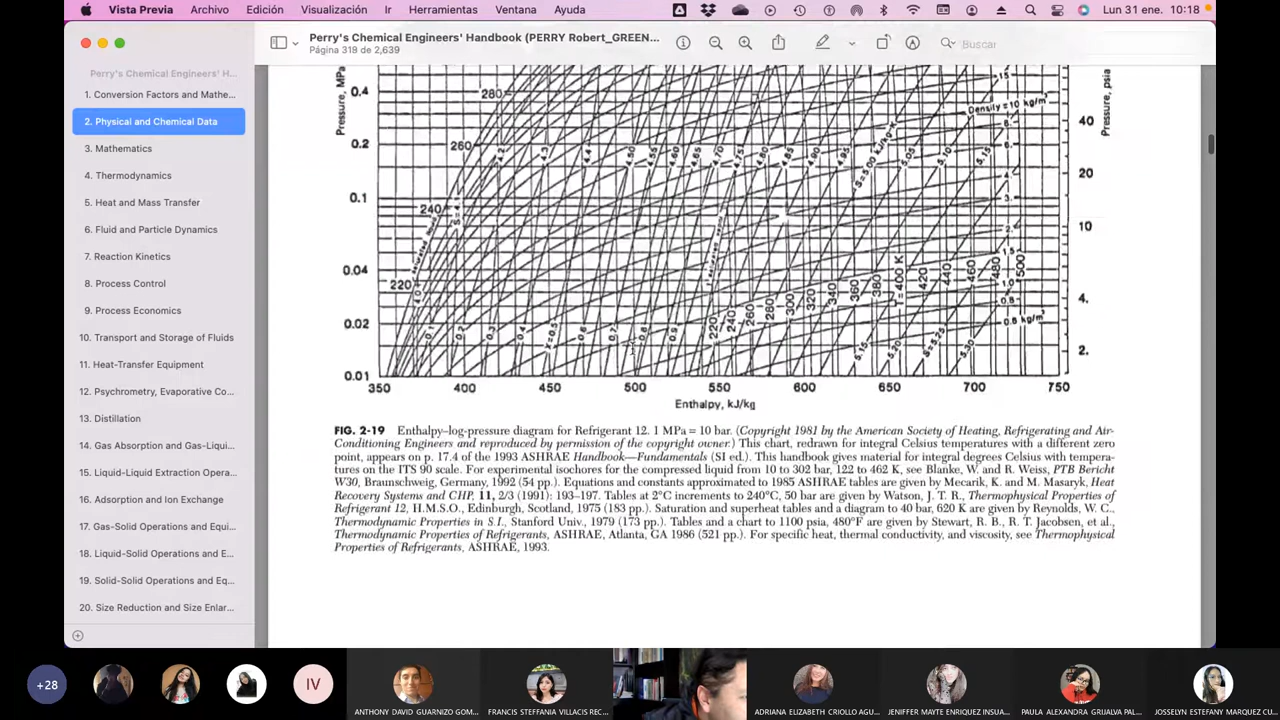 Vista Previa Archivo Edición Visualización Ir Herramientas Ventana Ayuda Lun 31 ene. 10:18
Perry's Chemical Engineers' Handbook (PERRY Robert_GREEN...
Página 318 de 2,639
Buscar
Perry's Chemical Engineers' H...
1. Conversion Factors and Mathe...
2. Physical and Chemical Data
3. Mathematics
4. Thermodynamics
5. Heat and Mass Transfer
6. Fluid and Particle Dynamics
7. Reaction Kinetics
8. Process Control
9. Process Economics
10. Transport and Storage of Fluids
11. Heat-Transfer Equipment
12. Psychrometry, Evaporative Co...
13. Distillation
14. Gas Absorption and Gas-Liqui...
15. Liquid-Liquid Extraction Opera...
16. Adsorption and Ion Exchange
17. Gas-Solid Operations and Equi...
18. Liquid-Solid Operations and E...
19. Solid-Solid Operations and Eq...
20. Size Reduction and Size Enlar...
Pressure, MPa
0.4
0.2
0.1
0.04
0.02
0.01
280
260
240
220
Density = 10 kg/m³
Pressure, psia
40
20
10
4.
2.
350 400 450 500 550 600 650 700 750
Enthalpy, kJ/kg
FIG. 2-19 Enthalpy–log-pressure diagram for Refrigerant 12. 1 MPa = 10 bar. (Copyright 1981 by the American Society of Heating, Refrigerating and Air-
Conditioning Engineers and reproduced by permission of the copyright owner.) This chart, redrawn for integral Celsius temperatures with a different zero
point, appears on p. 17.4 of the 1993 ASHRAE Handbook—Fundamentals (SI ed.). This handbook gives material for integral degrees Celsius with tempera-
tures on the ITS 90 scale. For experimental isochores for the compressed liquid from 10 to 302 bar, 122 to 462 K, see Blanke, W. and R. Weiss, PTB Bericht
W30, Braunschweig, Germany, 1992 (54 pp.). Equations and constants approximated to 1985 ASHRAE tables are given by Mecarik, K. and M. Masaryk, Heat
Recovery Systems and CHP, 11, 2/3 (1991): 193–197. Tables at 2°C increments to 240°C, 50 bar are given by Watson, J. T. R., Thermophysical Properties of
Refrigerant 12, H.M.S.O., Edinburgh, Scotland, 1975 (183 pp.). Saturation and superheat tables and a diagram to 40 bar, 620 K are given by Reynolds, W. C.,
Thermodynamic Properties in S.I., Stanford Univ., 1979 (173 pp.). Tables and a chart to 1100 psia, 480°F are given by Stewart, R. B., R. T. Jacobsen, et al.,
Thermodynamic Properties of Refrigerants, ASHRAE, Atlanta, GA 1986 (521 pp.). For specific heat, thermal conductivity, and viscosity, see Thermophysical
Properties of Refrigerants, ASHRAE, 1993.
+28
IV
ANTHONY DAVID GUARNIZO GOM...
FRANCIS STEFFANIA VILLACIS REC...
ADRIANA ELIZABETH CRIOLLO AGU...
JENIFFER MAYTE ENRIQUEZ INSUA...
PAULA ALEXANDRA GRIJALVA PAL...
JOSSELYN ESTEFANY MARQUEZ CU...